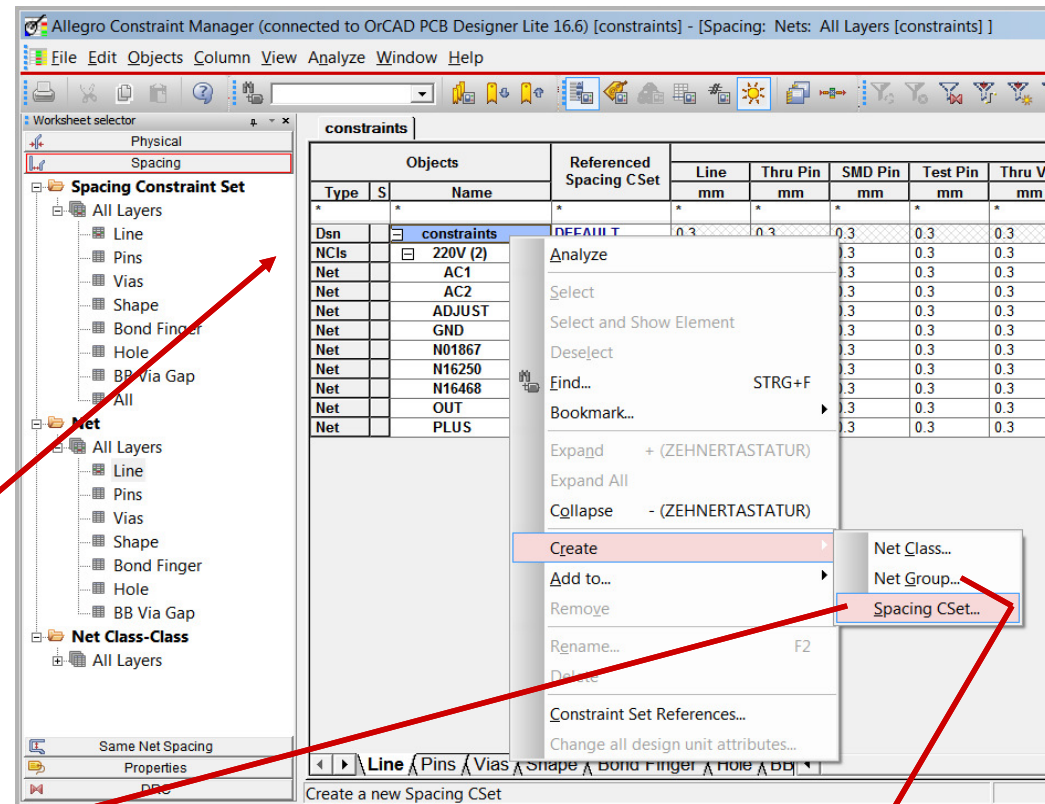 Allegro Constraint Manager (connected to OrCAD PCB Designer Lite 16.6) [constraints] - [Spacing: Nets: All Layers [constraints] ]
File Edit Objects Column View Analyze Window Help
Worksheet selector
Physical
Spacing
Spacing Constraint Set
All Layers
Line
Pins
Vias
Shape
Bond Finger
Hole
BB Via Gap
All
Net
All Layers
Line
Pins
Vias
Shape
Bond Finger
Hole
BB Via Gap
Net Class-Class
All Layers
Same Net Spacing
Properties
DRC
constraints
Objects Referenced Spacing CSet Line Thru Pin SMD Pin Test Pin Thru V
Type S Name mm mm mm mm mm
* * * * * * * *
Dsn constraints DEFAULT 0.3 0.3 0.3 0.3 0.3
NCls 220V (2) 0.3 0.3 0.3
Net AC1 0.3 0.3 0.3
Net AC2 0.3 0.3 0.3
Net ADJUST 0.3 0.3 0.3
Net GND 0.3 0.3 0.3
Net N01867 0.3 0.3 0.3
Net N16250 0.3 0.3 0.3
Net N16468 0.3 0.3 0.3
Net OUT 0.3 0.3 0.3
Net PLUS 0.3 0.3 0.3
Analyze
Select
Select and Show Element
Deselect
Find... STRG+F
Bookmark...
Expand + (ZEHNERTASTATUR)
Expand All
Collapse - (ZEHNERTASTATUR)
Create
Add to...
Remove
Rename... F2
Delete
Constraint Set References...
Change all design unit attributes...
Net Class...
Net Group...
Spacing CSet...
Line Pins Vias Shape Bond Finger Hole BB
Create a new Spacing CSet